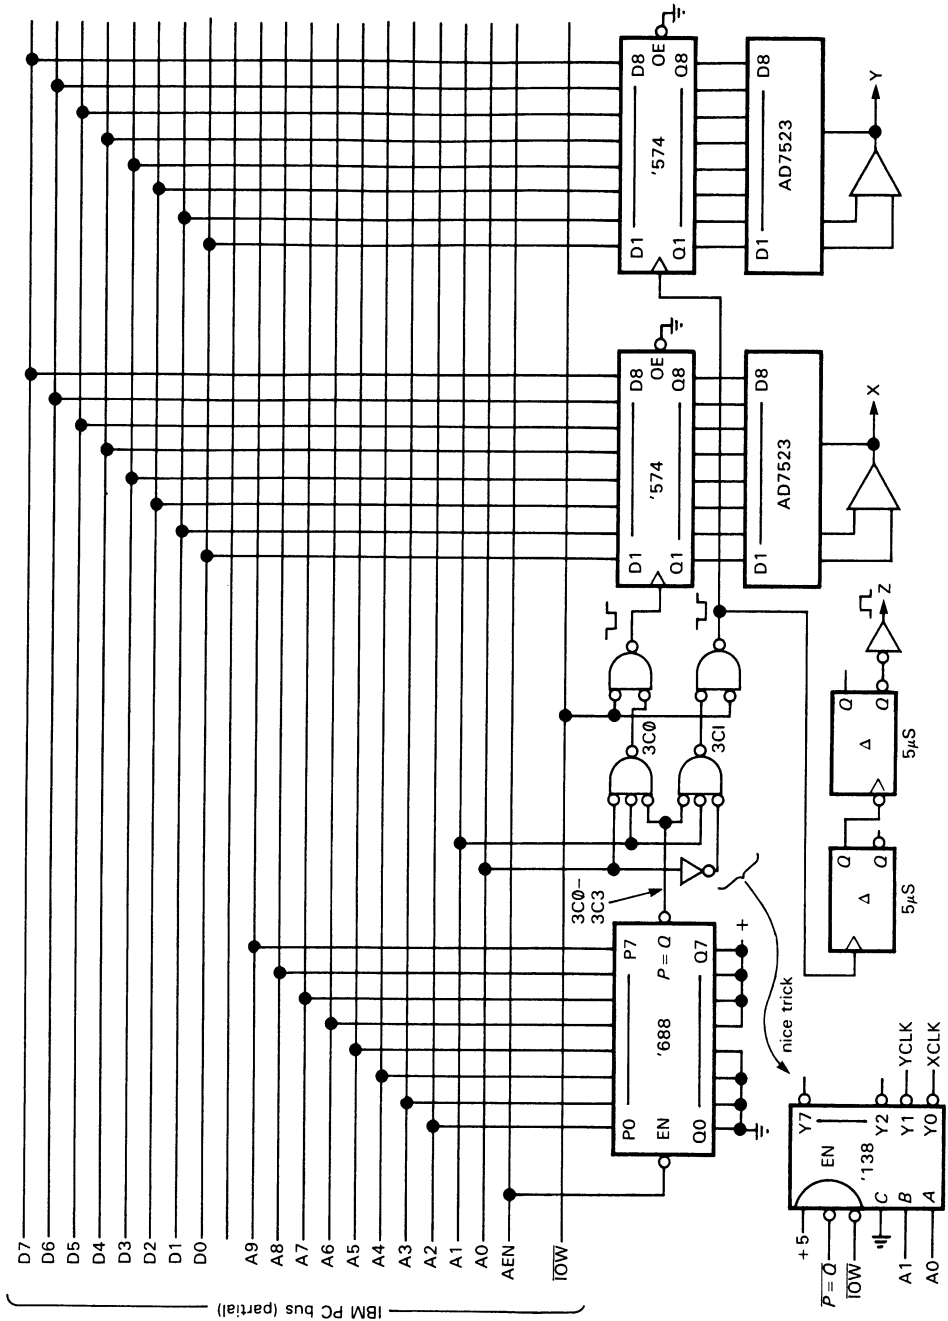 IBM PC bus (partial)
D7
D6
D5
D4
D3
D2
D1
D0
A9
A8
A7
A6
A5
A4
A3
A2
A1
A0
AEN
IOW
P0
P7
EN
'688
P = Q
Q0
Q7
+
3C0–
3C3
3C0
3C1
D1
D8
'574
OE
Q1
Q8
D1
D8
AD7523
X
D1
D8
'574
OE
Q1
Q8
D1
D8
AD7523
Y
Q
Δ
Q
5μS
Q
Δ
Q
5μS
Z
nice trick
+5
P = Q
IOW
A1
A0
EN
'138
C
B
A
Y7
Y2
Y1
Y0
YCLK
XCLK